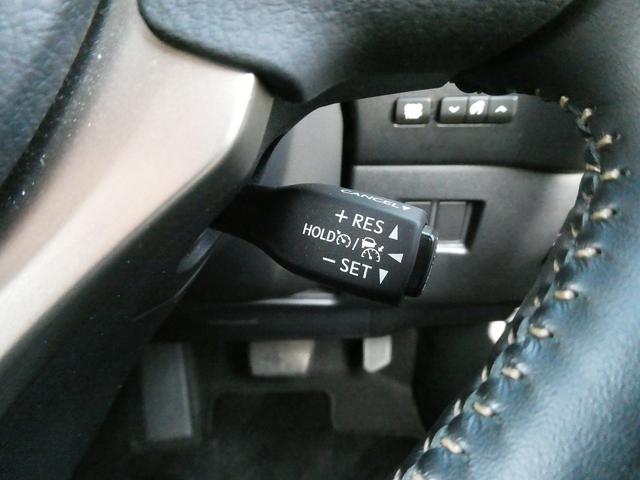 CANCEL
+ RES
HOLD /
− SET